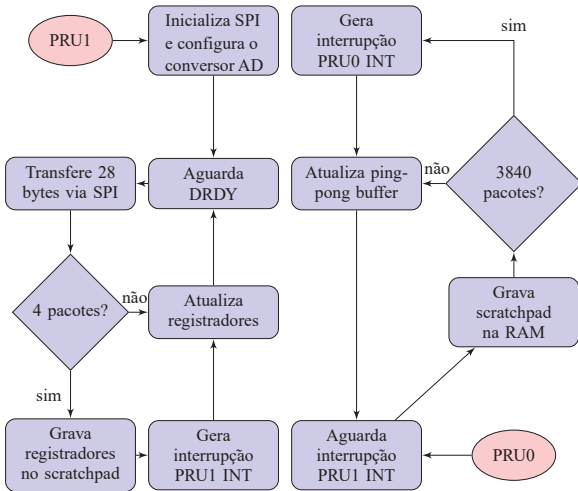 PRU1
Inicializa SPI
e configura o
conversor AD
Transfere 28
bytes via SPI
Aguarda
DRDY
4 pacotes?
não
Atualiza
registradores
sim
Grava
registradores
no scratchpad
Gera
interrupção
PRU1 INT
Gera
interrupção
PRU0 INT
sim
Atualiza ping-
pong buffer
não
3840
pacotes?
Grava
scratchpad
na RAM
Aguarda
interrupção
PRU1 INT
PRU0